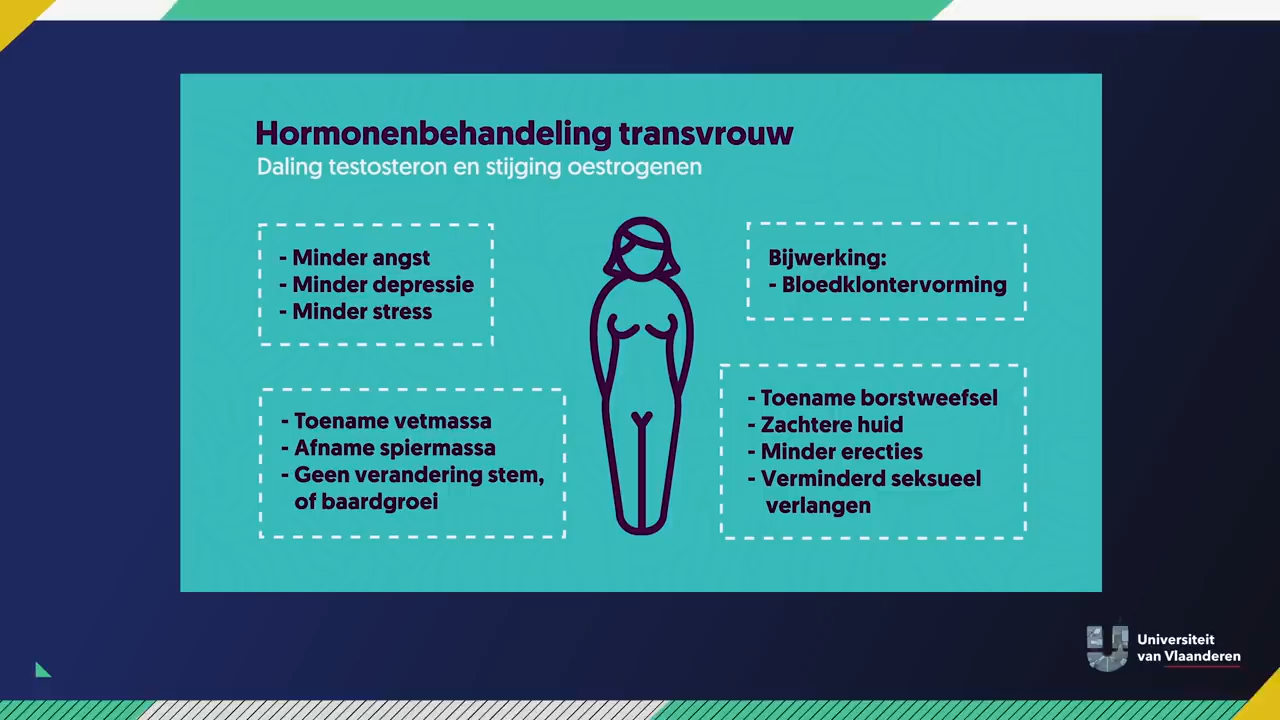 Hormonenbehandeling transvrouw
Daling testosteron en stijging oestrogenen
- Minder angst
- Minder depressie
- Minder stress
Bijwerking:
- Bloedklontervorming
- Toename vetmassa
- Afname spiermassa
- Geen verandering stem,
of baardgroei
- Toename borstweefsel
- Zachtere huid
- Minder erecties
- Verminderd seksueel
verlangen
Universiteit
van Vlaanderen